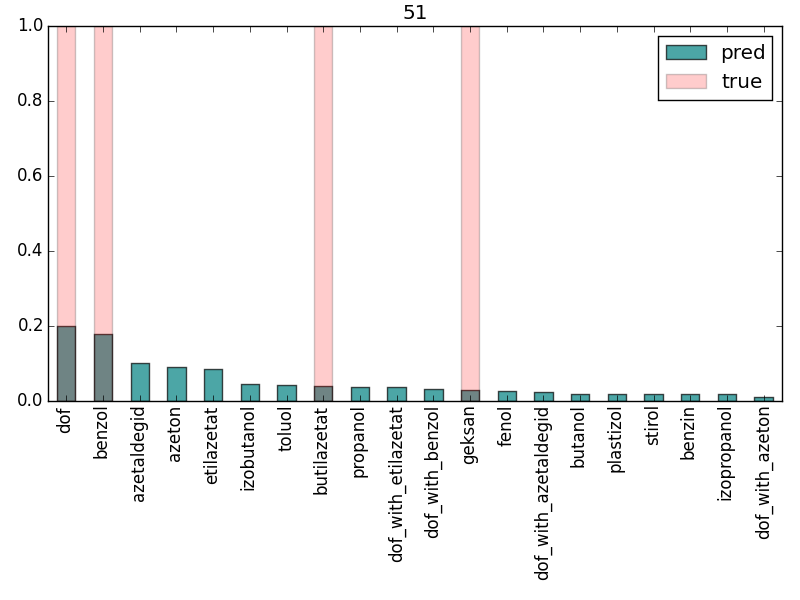 51
1.0
0.8
0.6
0.4
0.2
0.0
pred
true
dof
benzol
azetaldegid
azeton
etilazetat
izobutanol
toluol
butilazetat
propanol
dof_with_etilazetat
dof_with_benzol
geksan
fenol
dof_with_azetaldegid
butanol
plastizol
stirol
benzin
izopropanol
dof_with_azeton